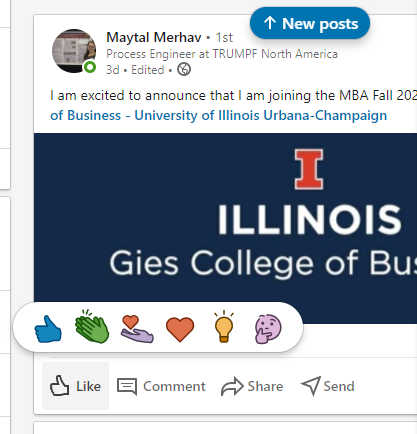 ↑ New posts
Maytal Merhav • 1st
Process Engineer at TRUMPF North America
3d • Edited •
I am excited to announce that I am joining the MBA Fall 202
of Business - University of Illinois Urbana-Champaign
I
ILLINOIS
Gies College of Bus
Like Comment Share Send